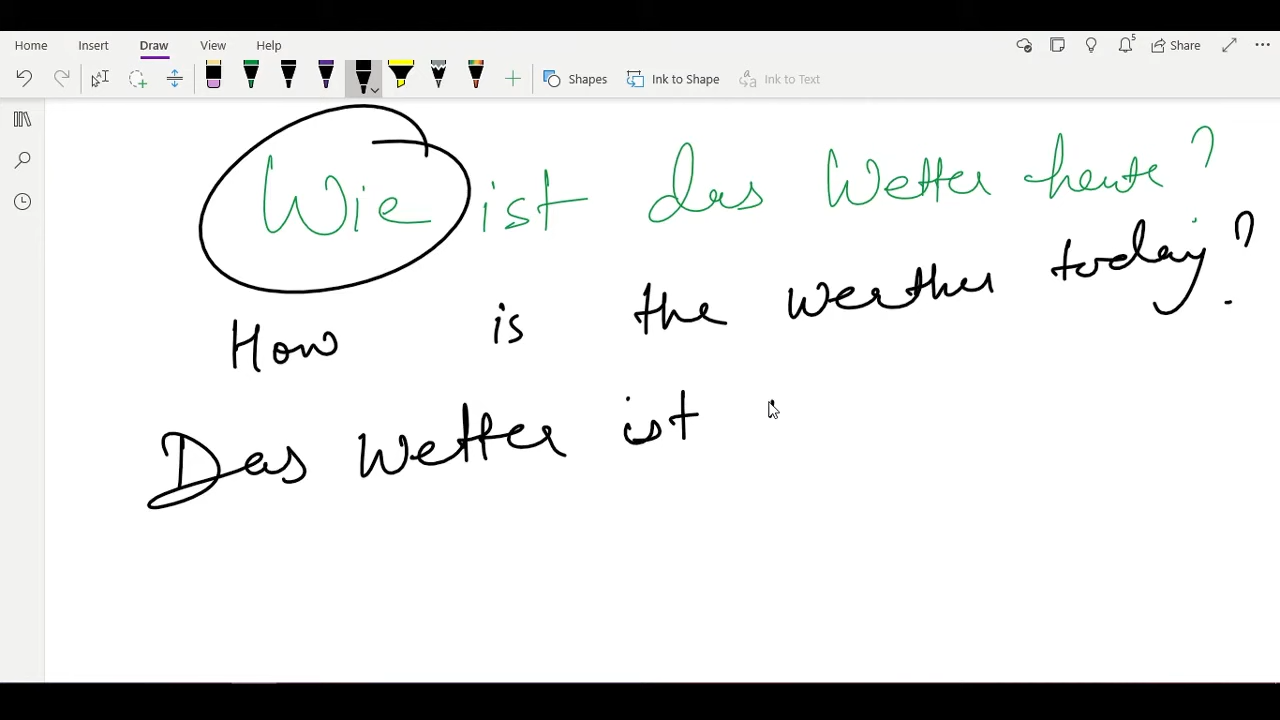 Home Insert Draw View Help 5 Share
Shapes Ink to Shape Ink to Text
Wie ist das Wetter heute?
How is the werther today?
Das Wetter ist